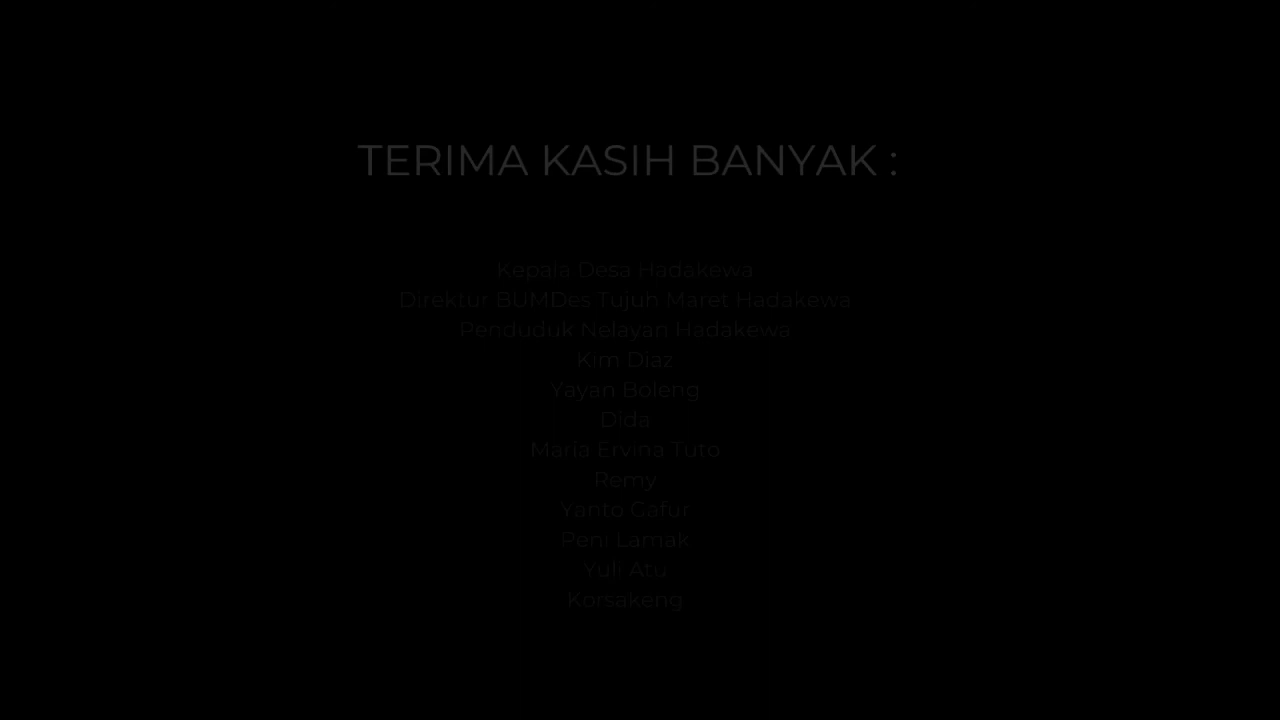 TERIMA KASIH BANYAK :
Kepala Desa Hadakewa
Direktur BUMDes Tujuh Maret Hadakewa
Penduduk Nelayan Hadakewa
Kim Diaz
Yayan Boleng
Dida
Maria Ervina Tuto
Remy
Yanto Gafur
Peni Lamak
Yuli Atu
Korsakeng